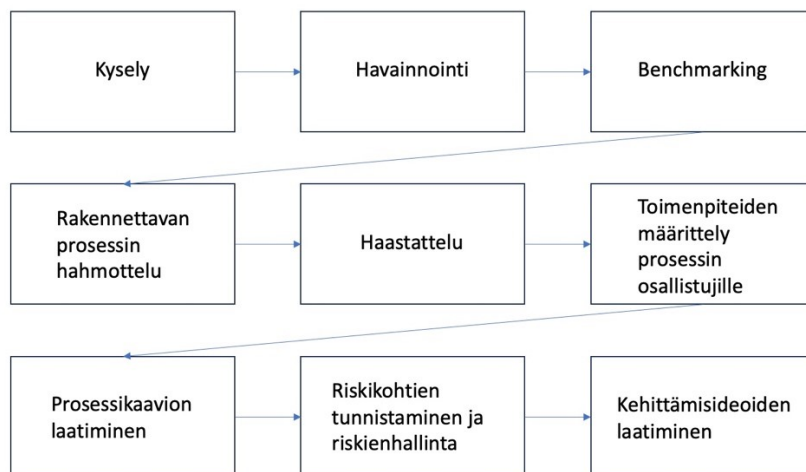 Kysely
Havainnointi
Benchmarking
Rakennettavan
prosessin
hahmottelu
Haastattelu
Toimenpiteiden
määrittely
prosessin
osallistujille
Prosessikaavion
laatiminen
Riskikohtien
tunnistaminen ja
riskienhallinta
Kehittämisideoiden
laatiminen